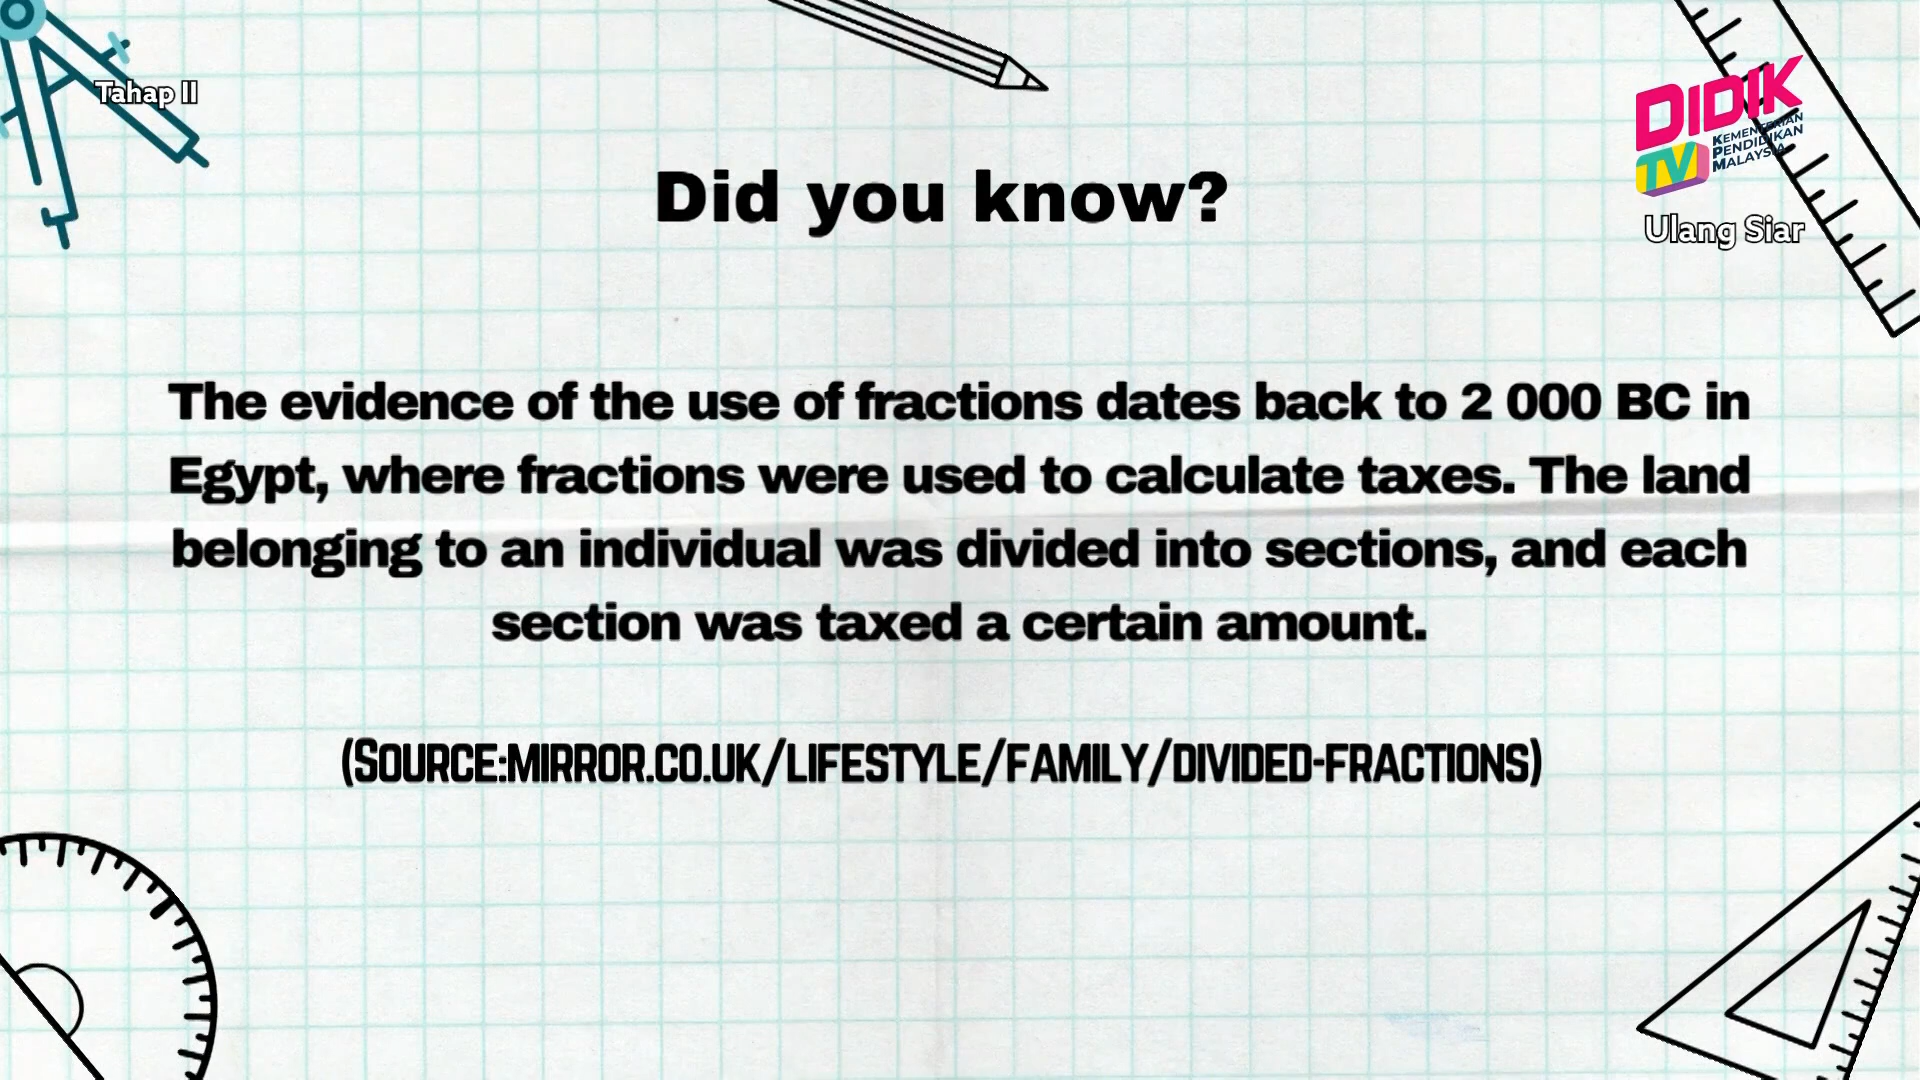 Tahap II
DIDIK
TV
KEMENTERIAN
PENDIDIKAN
MALAYSIA
Ulang Siar
Did you know?
The evidence of the use of fractions dates back to 2 000 BC in
Egypt, where fractions were used to calculate taxes. The land
belonging to an individual was divided into sections, and each
section was taxed a certain amount.
(Source:mirror.co.uk/lifestyle/family/divided-fractions)